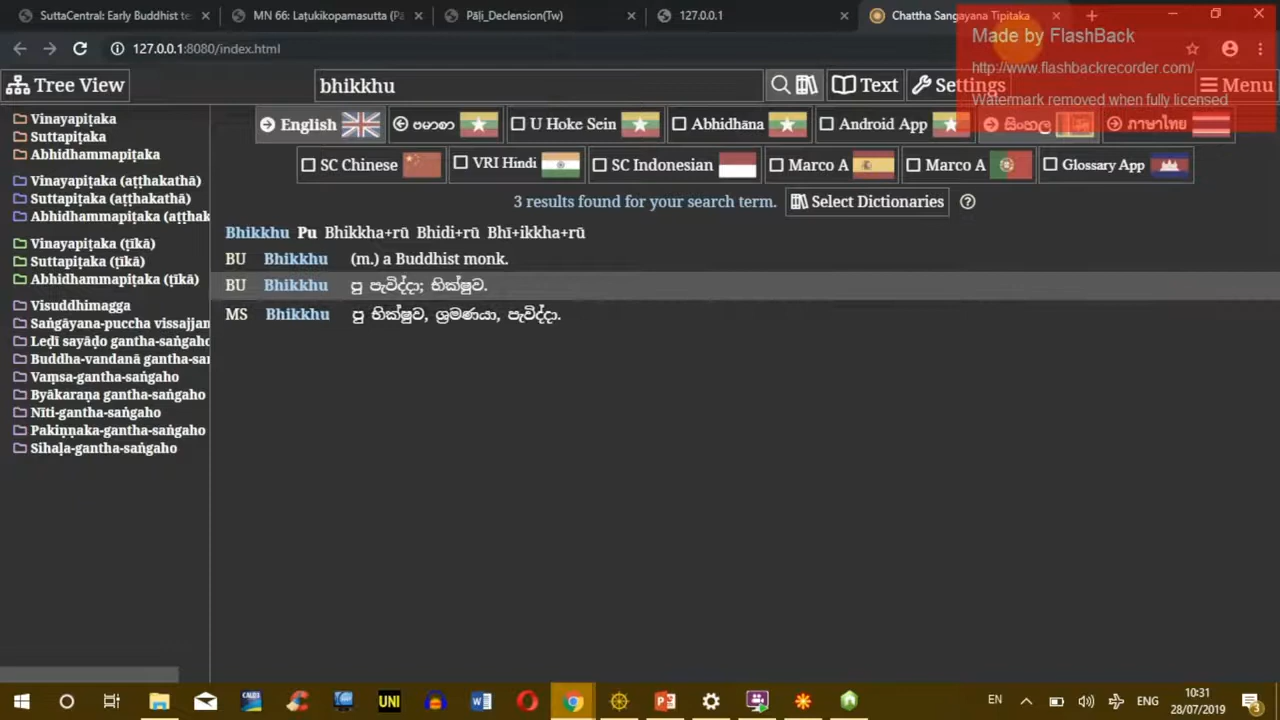 SuttaCentral: Early Buddhist te
MN 66: Laṭukikopamasutta (Pā
Pāḷi_Declension(Tw)
127.0.0.1
Chattha Sangayana Tipitaka
127.0.0.1:8080/index.html
Made by FlashBack
http://www.flashbackrecorder.com/
Watermark removed when fully licensed
Tree View
bhikkhu
Text
Settings
Menu
English
U Hoke Sein
Abhidhāna
Android App
සිංහල
ภาษาไทย
SC Chinese
VRI Hindi
SC Indonesian
Marco A
Marco A
Glossary App
3 results found for your search term.
Select Dictionaries
Vinayapiṭaka
Suttapiṭaka
Abhidhammapiṭaka
Vinayapiṭaka (aṭṭhakathā)
Suttapiṭaka (aṭṭhakathā)
Abhidhammapiṭaka (aṭṭhak
Vinayapiṭaka (ṭīkā)
Suttapiṭaka (ṭīkā)
Abhidhammapiṭaka (ṭīkā)
Visuddhimagga
Saṅgāyana-puccha vissajjan
Leḍī sayāḍo gantha-saṅgaho
Buddha-vandanā gantha-saṅ
Vaṃsa-gantha-saṅgaho
Byākaraṇa gantha-saṅgaho
Nīti-gantha-saṅgaho
Pakiṇṇaka-gantha-saṅgaho
Sihaḷa-gantha-saṅgaho
Bhikkhu Pu Bhikkha+rū Bhidi+rū Bhī+ikkha+rū
BU Bhikkhu (m.) a Buddhist monk.
BU Bhikkhu පු පැවිද්දා; භික්ෂුව.
MS Bhikkhu පු භික්ෂුව, ශ්‍රමණයා, පැවිද්දා.
UNI
EN
ENG
10:31
28/07/2019
3